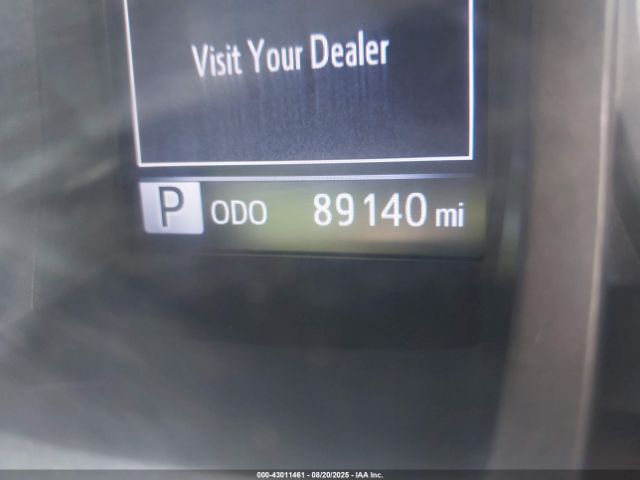 Visit Your Dealer
P ODO 89140 mi
000-43011461 - 08/20/2025 - IAA Inc.